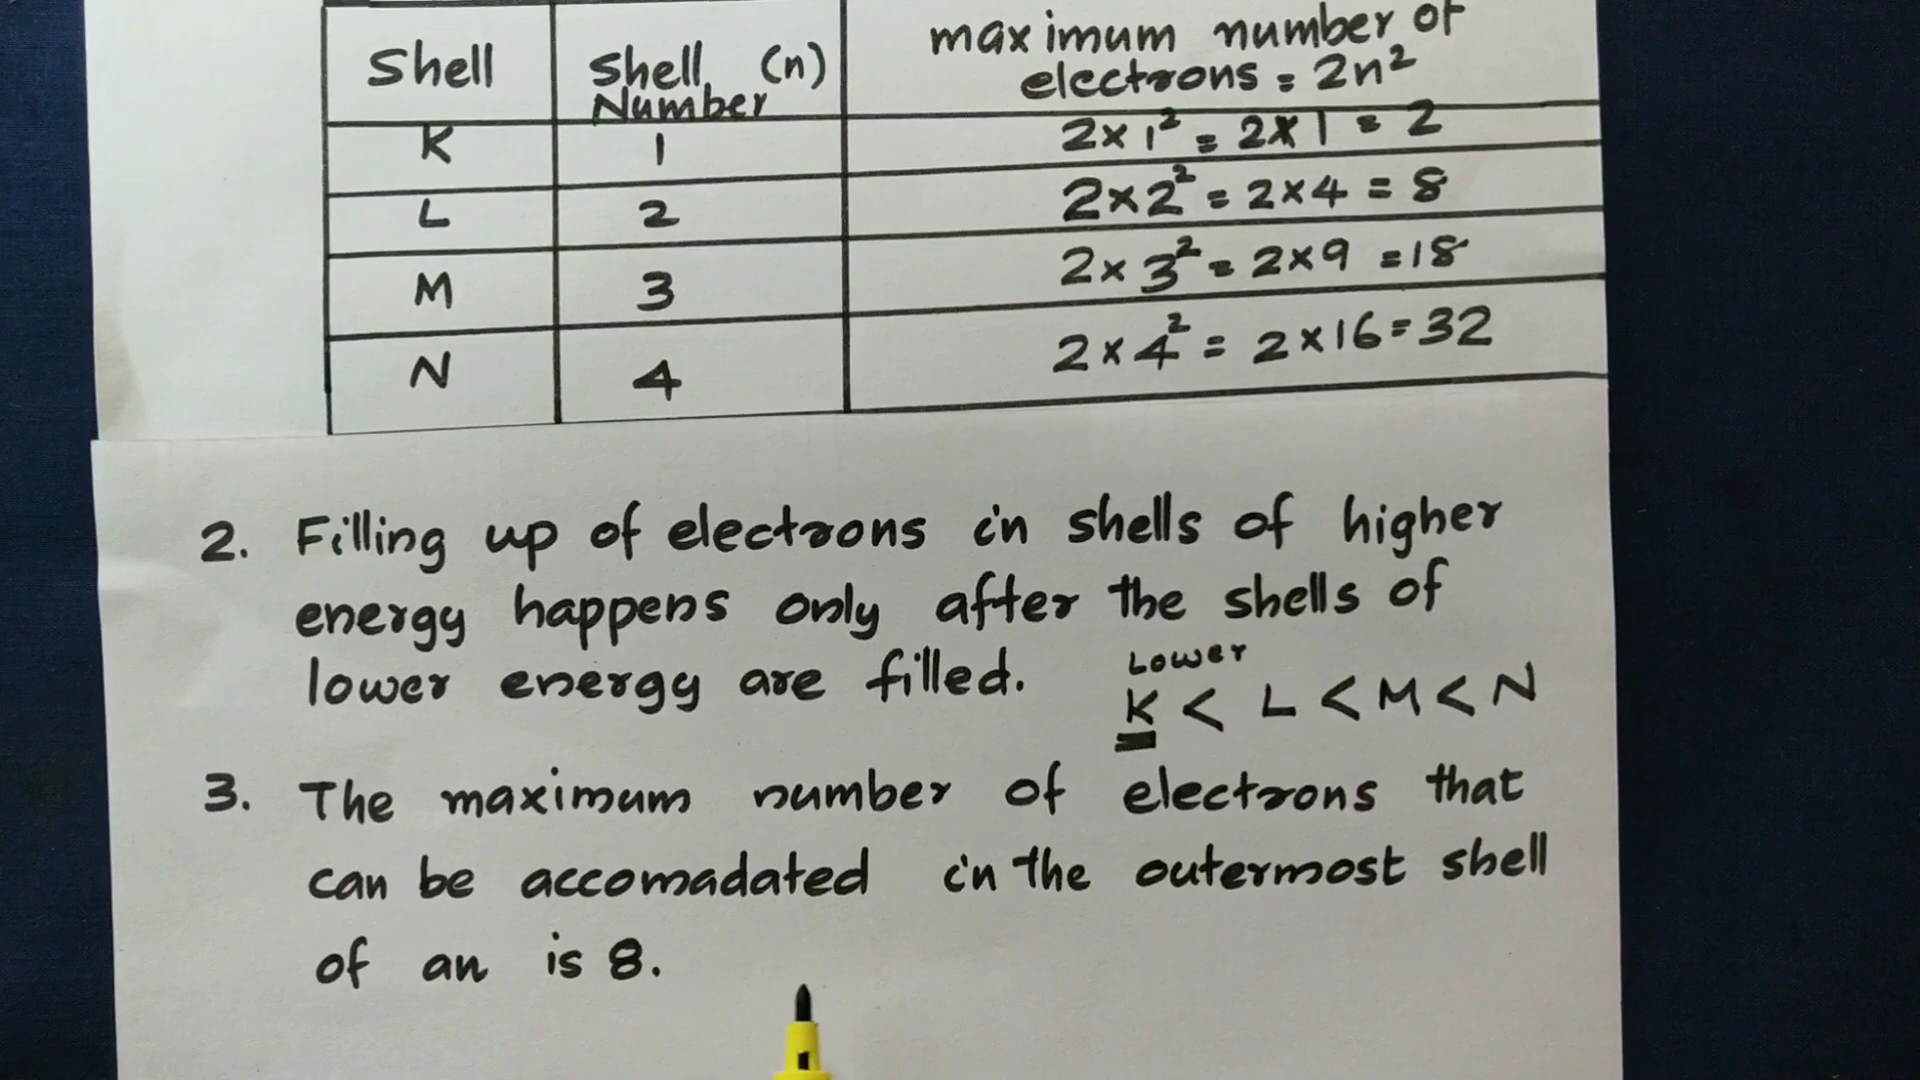 Shell Shell Number (n) maximum number of electrons = 2n²
K 1 2×1² = 2×1 = 2
L 2 2×2² = 2×4 = 8
M 3 2×3² = 2×9 = 18
N 4 2×4² = 2×16 = 32
2. Filling up of electrons in shells of higher
energy happens only after the shells of
lower energy are filled.
Lower
K < L < M < N
3. The maximum number of electrons that
can be accomadated in the outermost shell
of an is 8.